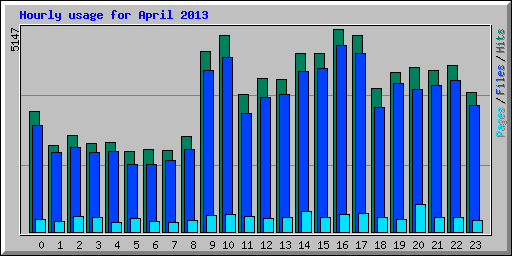 Hourly usage for April 2013
5147
Pages / Files / Hits
0 1 2 3 4 5 6 7 8 9 10 11 12 13 14 15 16 17 18 19 20 21 22 23